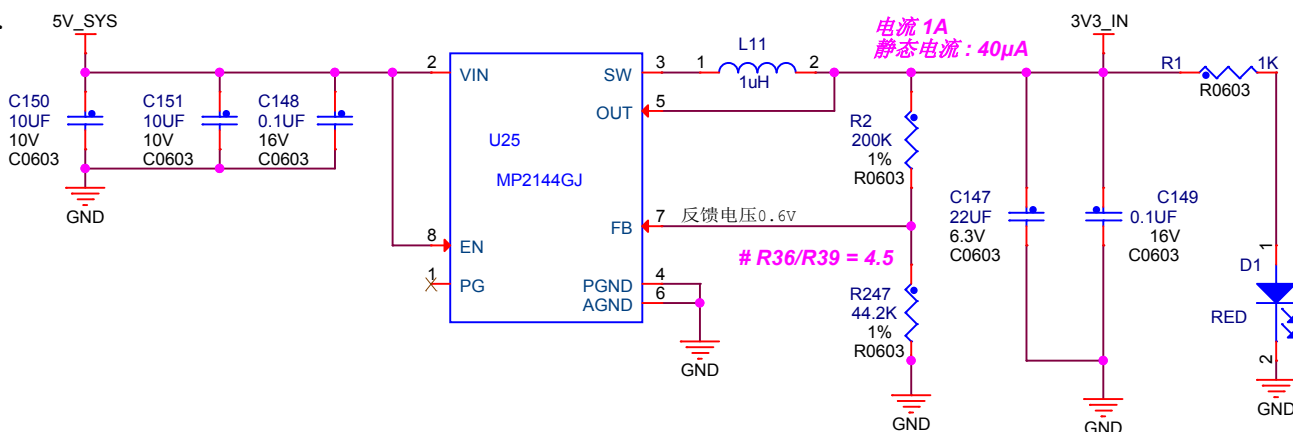 5V_SYS
C150
10UF
10V
C0603
C151
10UF
10V
C0603
C148
0.1UF
16V
C0603
GND
2
VIN
8
EN
1
PG
U25
MP2144GJ
SW
3
OUT
5
FB
7
PGND
4
AGND
6
GND
L11
1
2
1uH
电流 1A
静态电流 : 40μA
反馈电压0.6V
# R36/R39 = 4.5
R2
200K
1%
R0603
R247
44.2K
1%
R0603
GND
3V3_IN
C147
22UF
6.3V
C0603
C149
0.1UF
16V
C0603
GND
R1
1K
R0603
1
D1
RED
2
GND